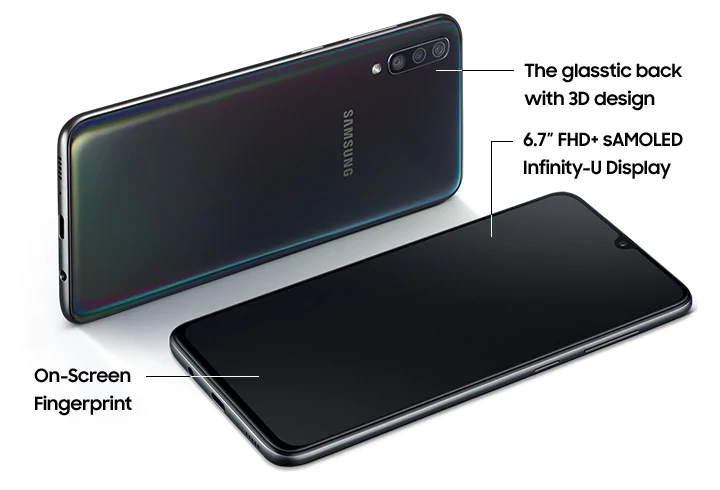 The glasstic back
with 3D design
6.7” FHD+ sAMOLED
Infinity-U Display
SAMSUNG
On-Screen
Fingerprint